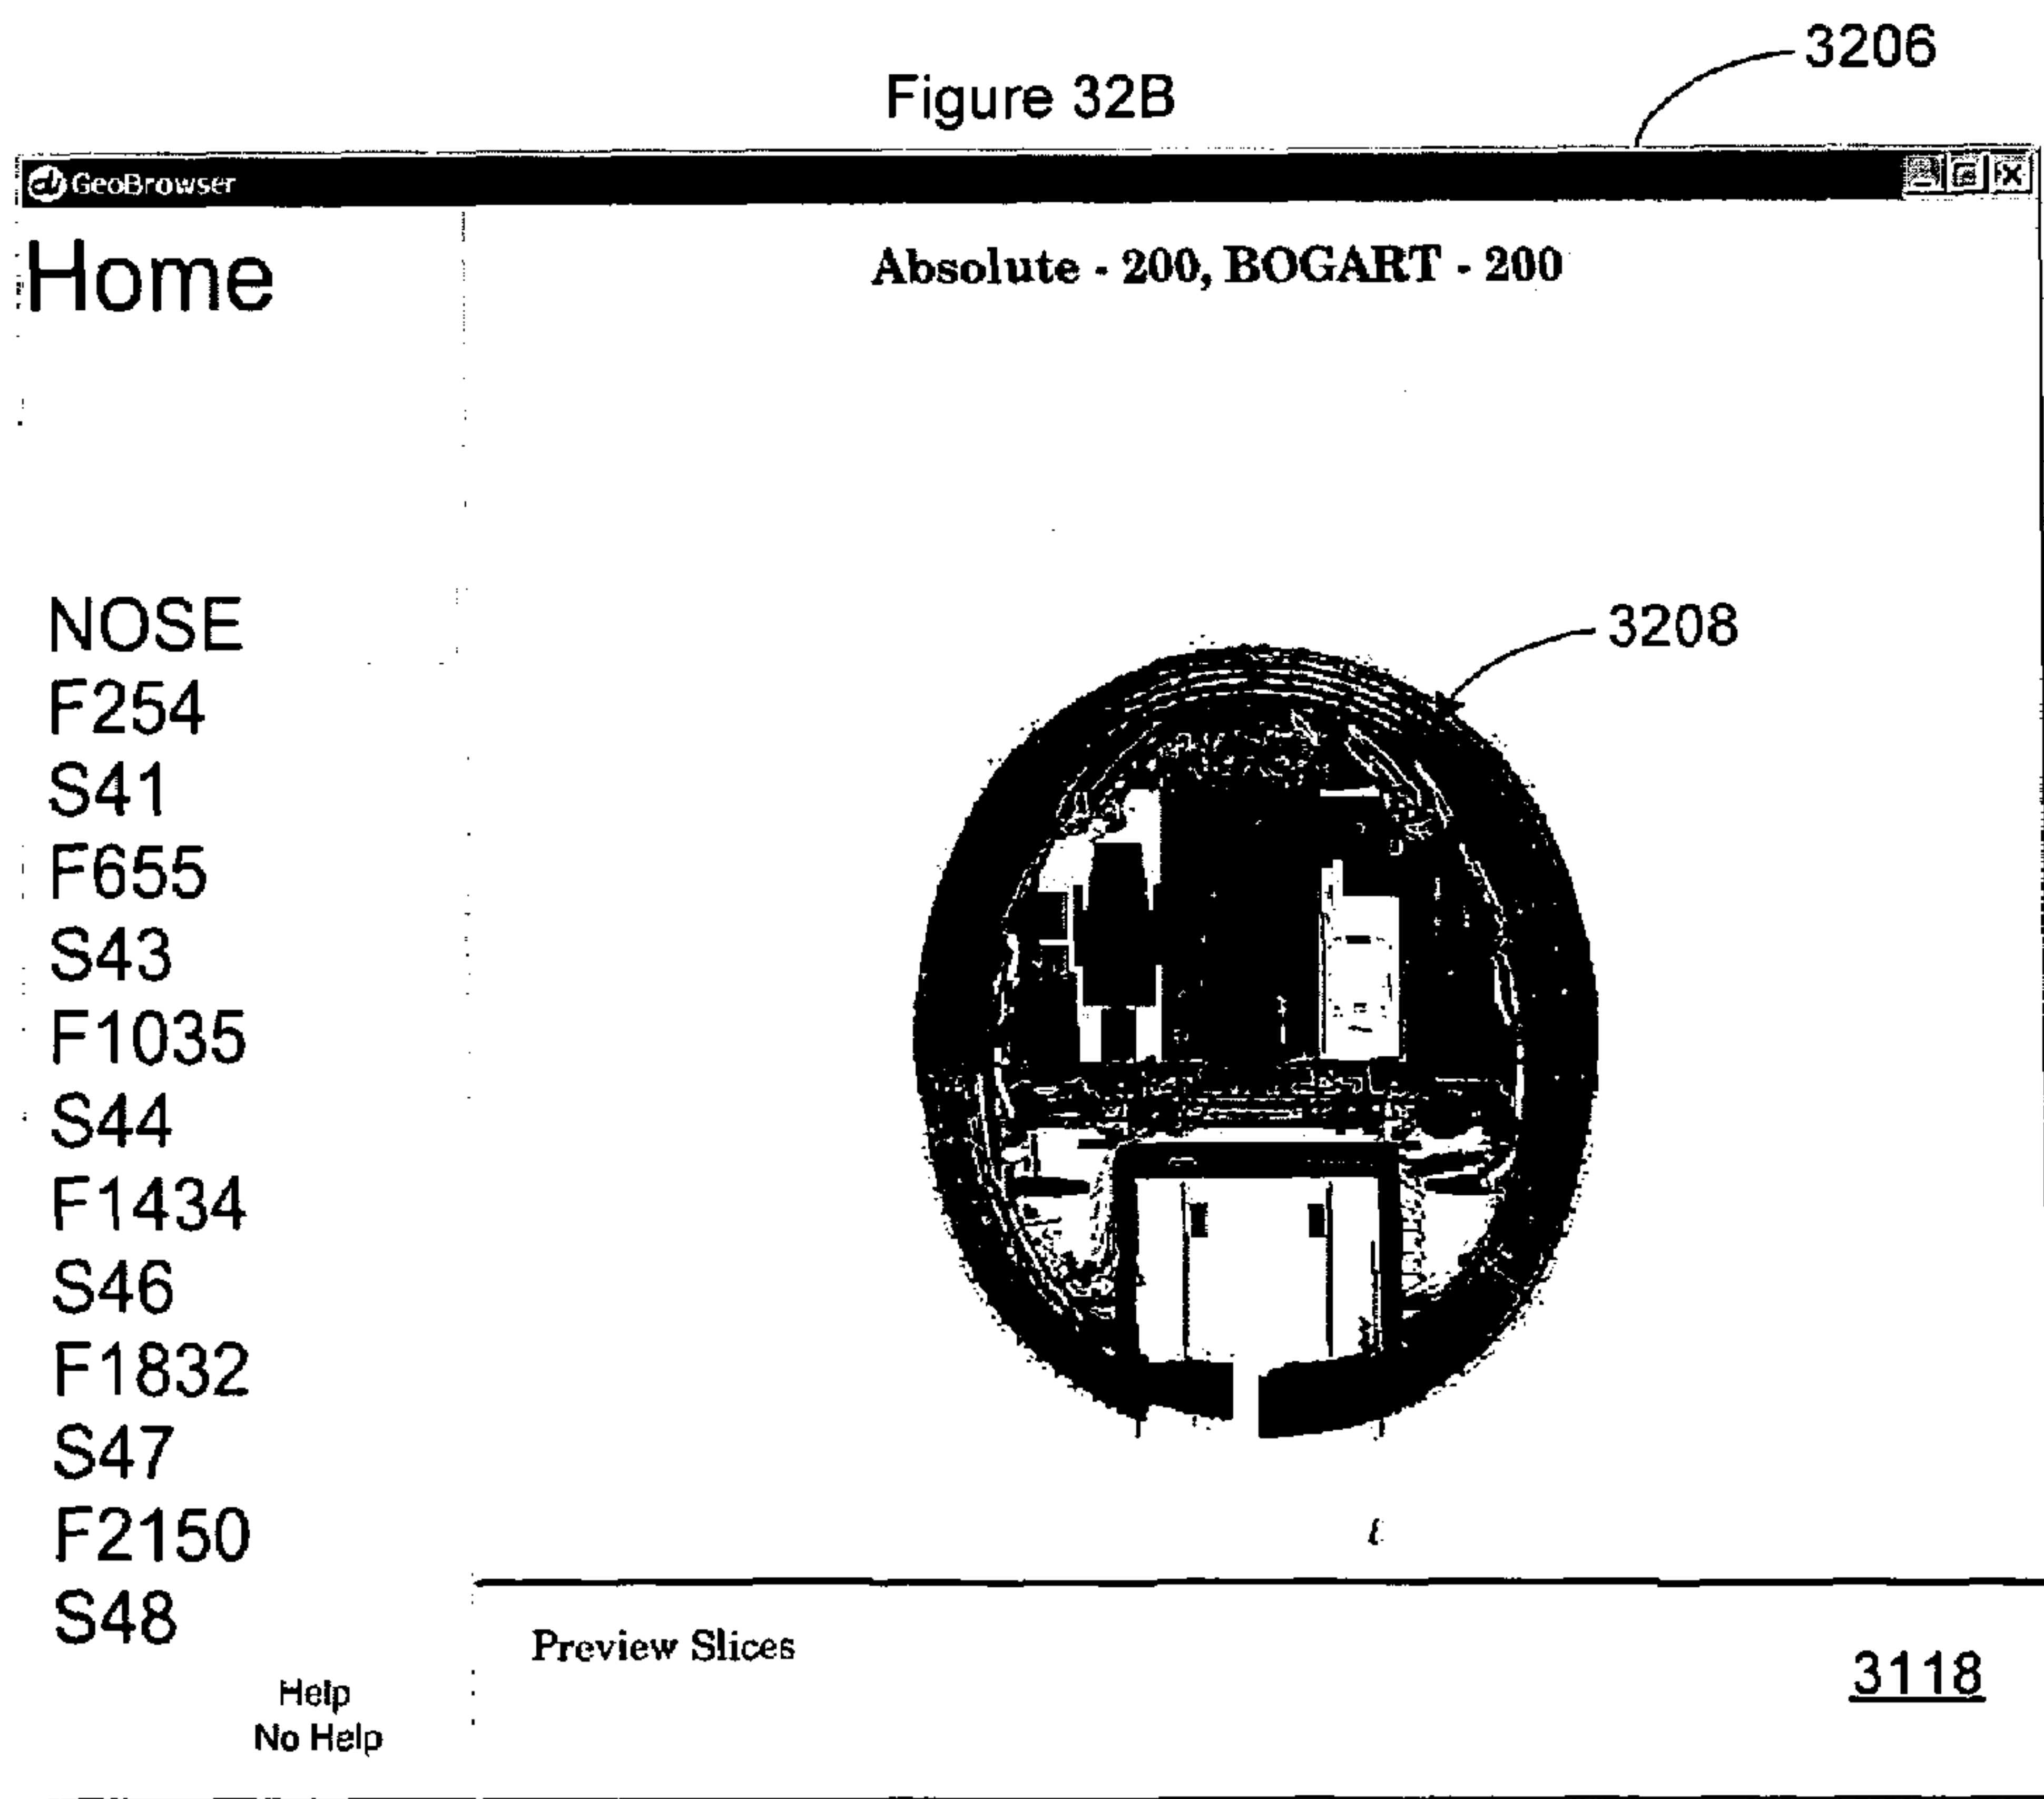 3206
Figure 32B
GeoBrowser
Home
Absolute - 200, BOGART - 200
3208
NOSE
F254
S41
F655
S43
F1035
S44
F1434
S46
F1832
S47
F2150
S48
Preview Slices
3118
Help
No Help